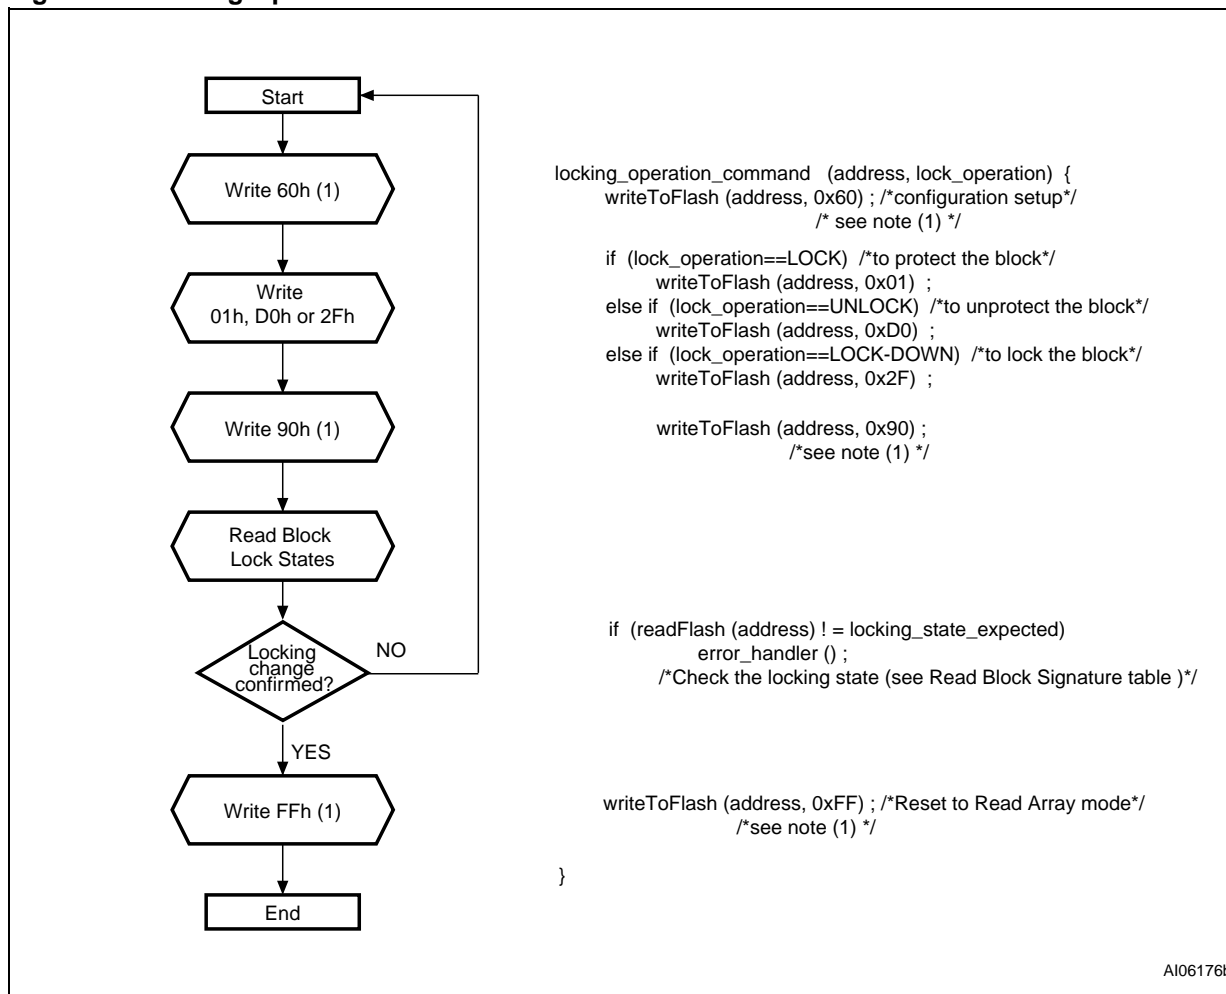 Start
Write 60h (1)
Write
01h, D0h or 2Fh
Write 90h (1)
Read Block
Lock States
Locking
change
confirmed?
NO
YES
Write FFh (1)
End
locking_operation_command (address, lock_operation) {
writeToFlash (address, 0x60) ; /*configuration setup*/
/* see note (1) */
if (lock_operation==LOCK) /*to protect the block*/
writeToFlash (address, 0x01) ;
else if (lock_operation==UNLOCK) /*to unprotect the block*/
writeToFlash (address, 0xD0) ;
else if (lock_operation==LOCK-DOWN) /*to lock the block*/
writeToFlash (address, 0x2F) ;
writeToFlash (address, 0x90) ;
/*see note (1) */
if (readFlash (address) ! = locking_state_expected)
error_handler () ;
/*Check the locking state (see Read Block Signature table )*/
writeToFlash (address, 0xFF) ; /*Reset to Read Array mode*/
/*see note (1) */
}
AI06176b